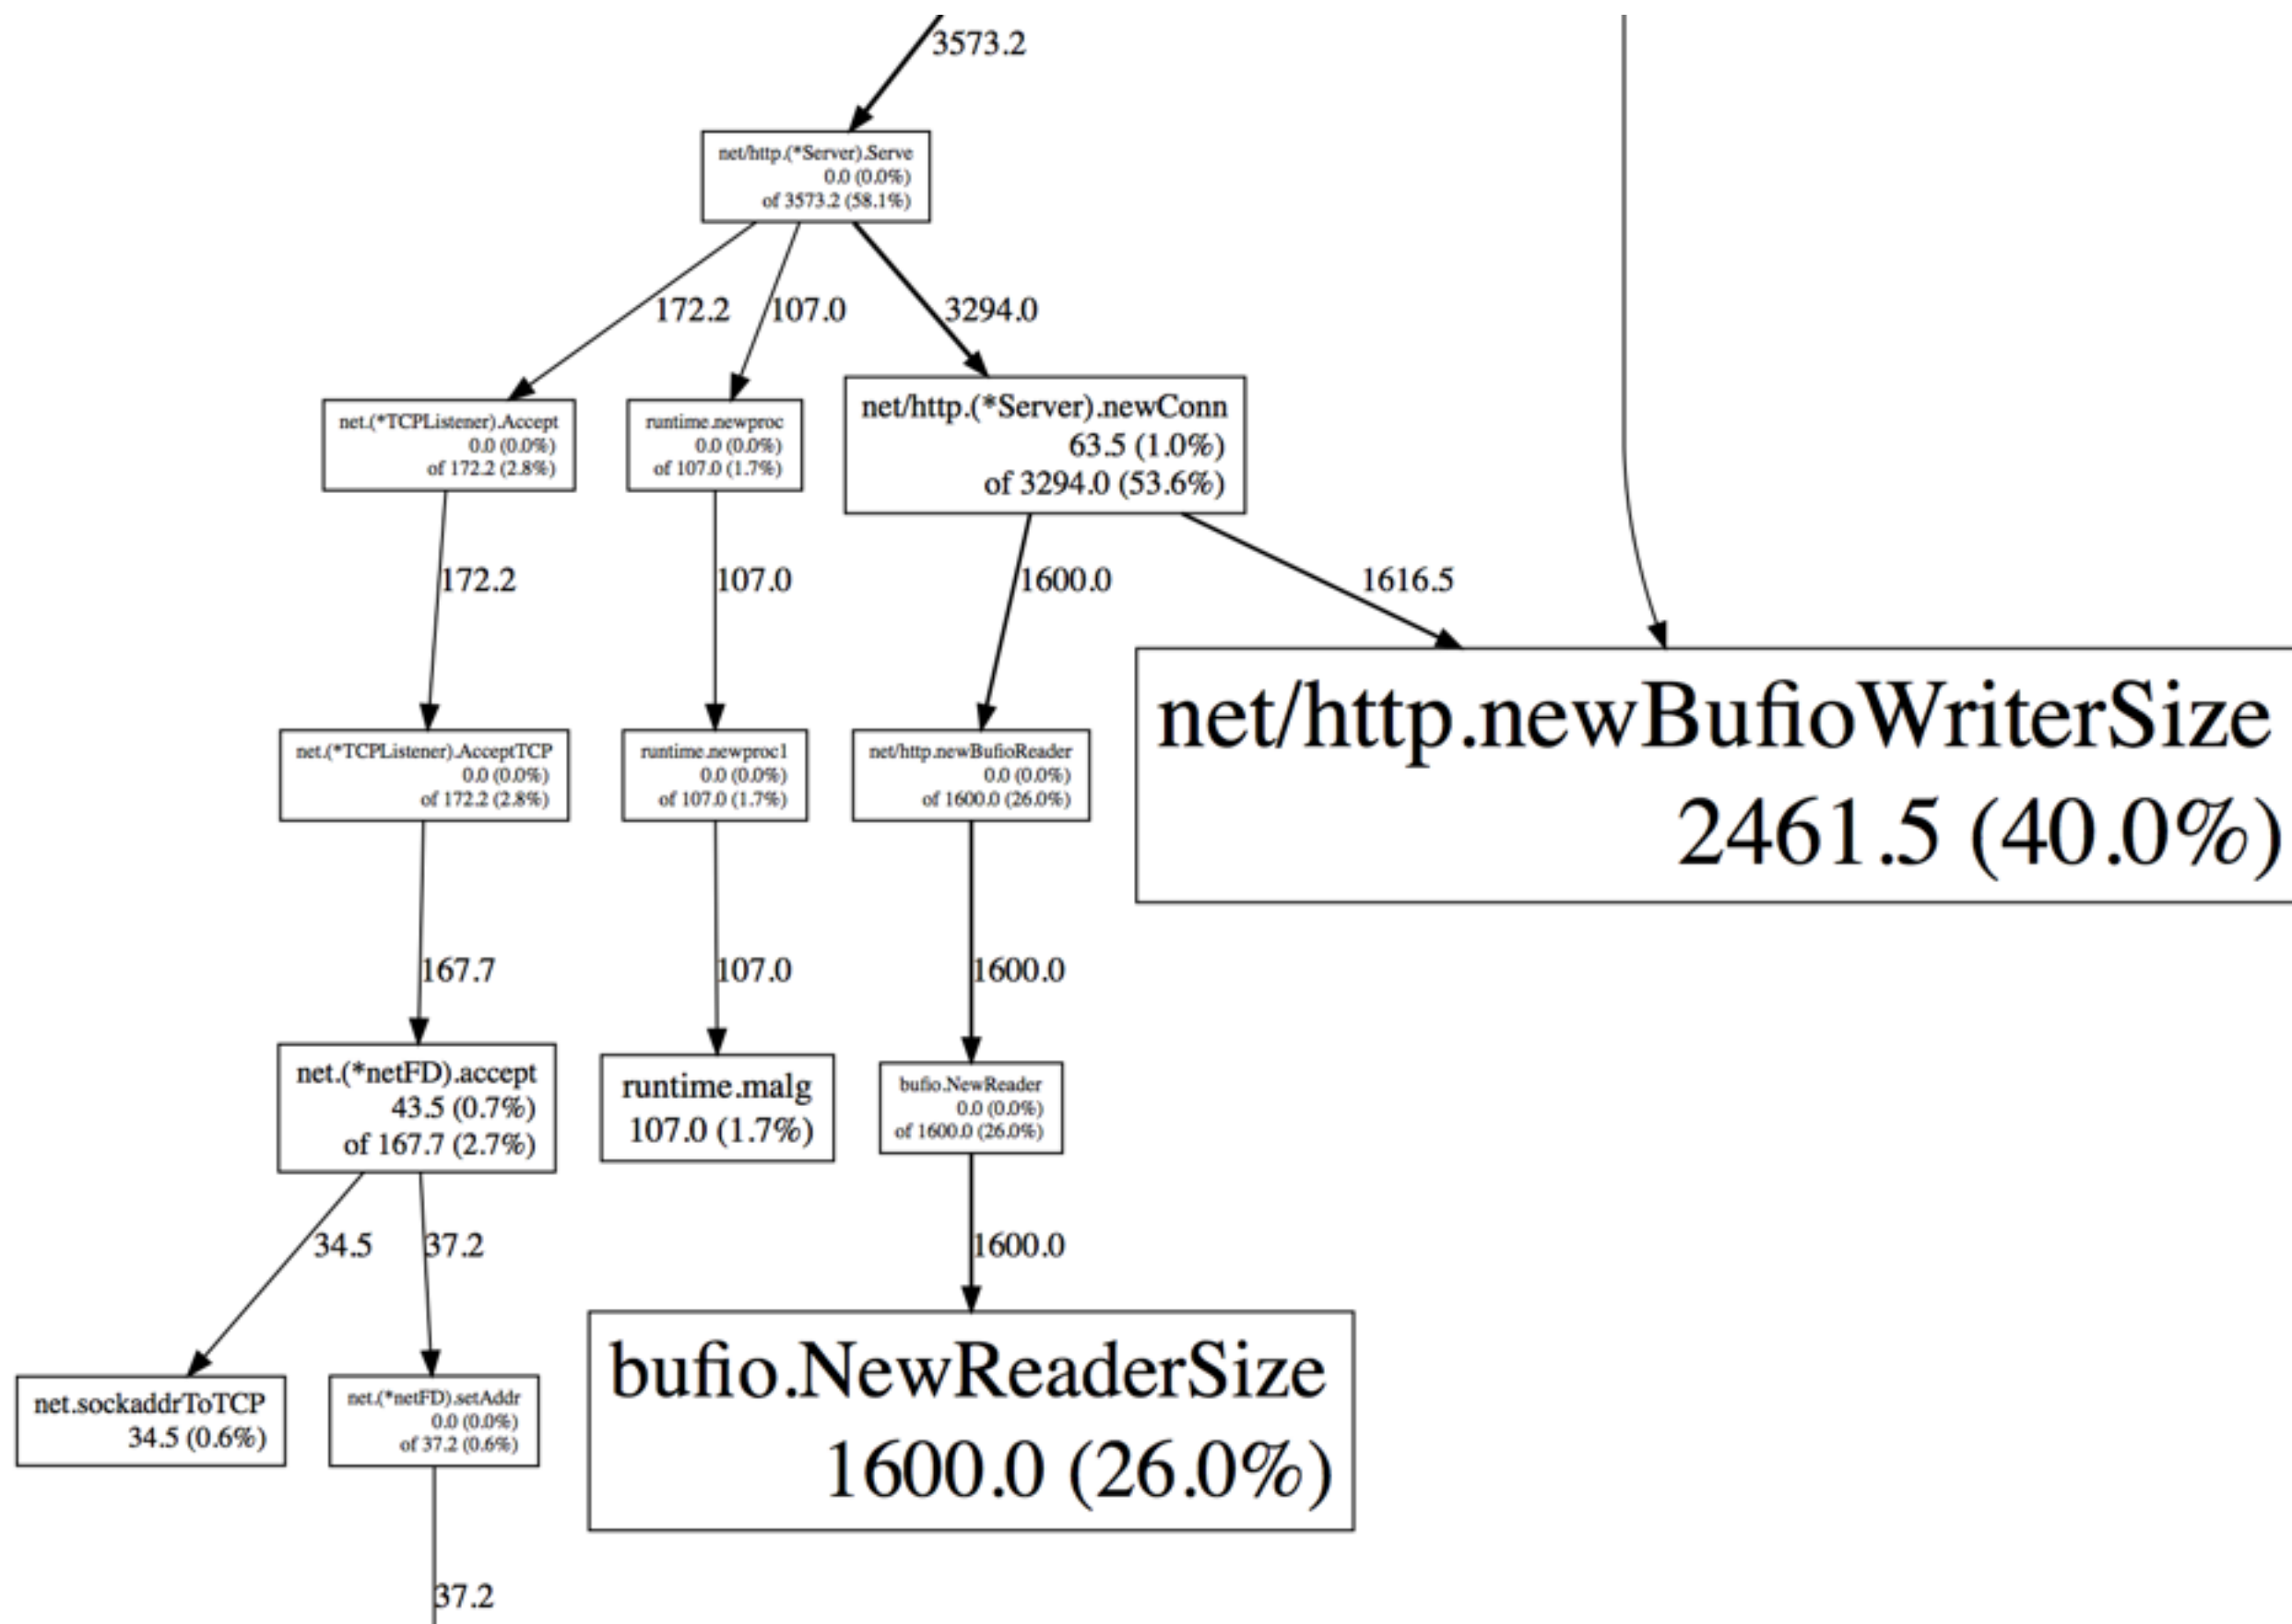 3573.2
net/http.(*Server).Serve
0.0 (0.0%)
of 3573.2 (58.1%)
172.2
107.0
3294.0
net.(*TCPListener).Accept
0.0 (0.0%)
of 172.2 (2.8%)
runtime.newproc
0.0 (0.0%)
of 107.0 (1.7%)
net/http.(*Server).newConn
63.5 (1.0%)
of 3294.0 (53.6%)
172.2
107.0
1600.0
1616.5
net.(*TCPListener).AcceptTCP
0.0 (0.0%)
of 172.2 (2.8%)
runtime.newproc1
0.0 (0.0%)
of 107.0 (1.7%)
net/http.newBufioReader
0.0 (0.0%)
of 1600.0 (26.0%)
net/http.newBufioWriterSize
2461.5 (40.0%)
167.7
107.0
1600.0
net.(*netFD).accept
43.5 (0.7%)
of 167.7 (2.7%)
runtime.malg
107.0 (1.7%)
bufio.NewReader
0.0 (0.0%)
of 1600.0 (26.0%)
34.5
37.2
1600.0
net.sockaddrToTCP
34.5 (0.6%)
net.(*netFD).setAddr
0.0 (0.0%)
of 37.2 (0.6%)
bufio.NewReaderSize
1600.0 (26.0%)
37.2